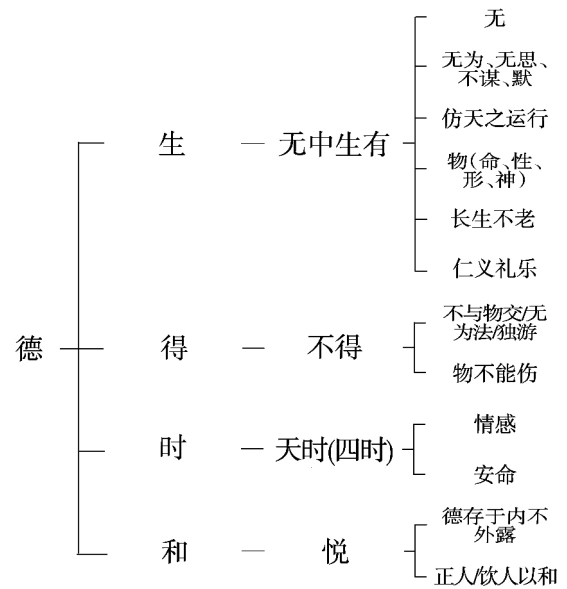 德
生
无中生有
无
无为、无思、
不谋、默
仿天之运行
物(命、性、
形、神)
长生不老
仁义礼乐
得
不得
不与物交/无
为法/独游
物不能伤
时
天时(四时)
情感
安命
和
悦
德存于内不
外露
正人/饮人以和